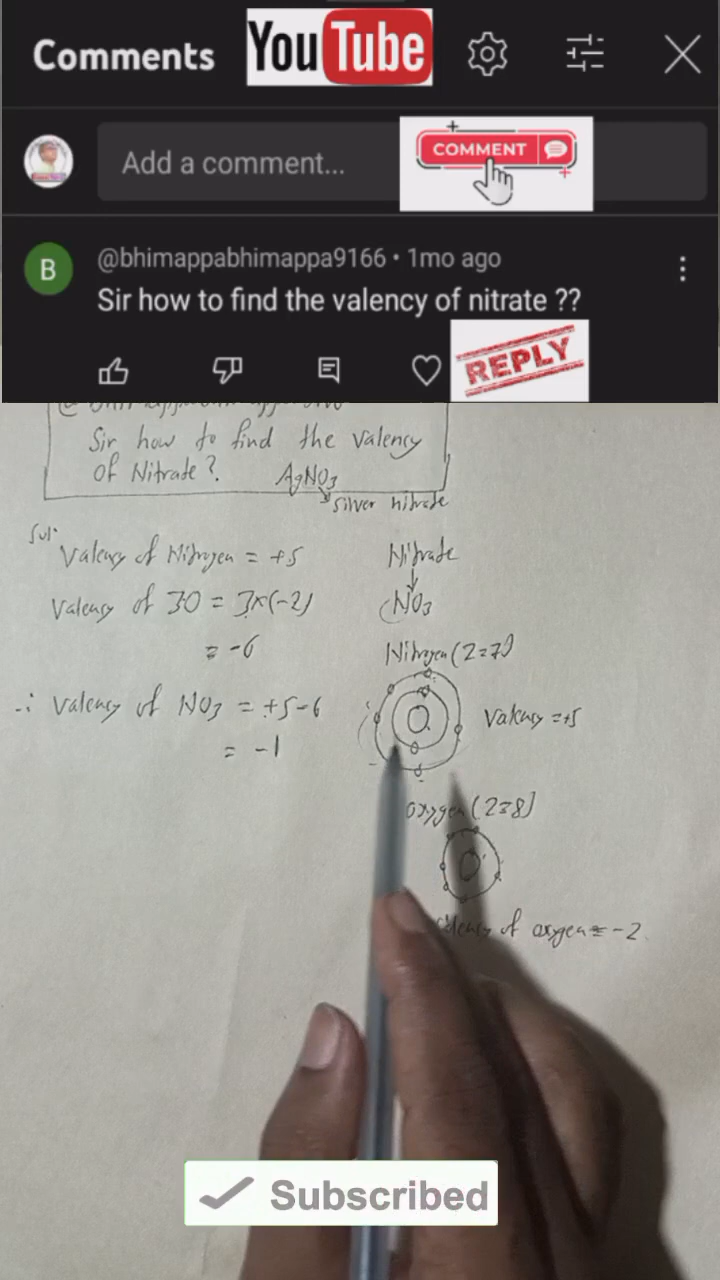 Comments
YouTube
Add a comment...
COMMENT
B
@bhimappabhimappa9166 • 1mo ago
Sir how to find the valency of nitrate ??
REPLY
Sir how to find the valency
of Nitrate?. AgNO3
silver nitrate
Sol.
Valency of Nitrogen = +5
Valency of 3O = 3×(-2)
= -6
∴ Valency of NO3 = +5-6
= -1
Nitrate
NO3
Nitrogen (Z=7)
Valency = +5
oxygen (Z=8)
of oxygen = -2
Subscribed